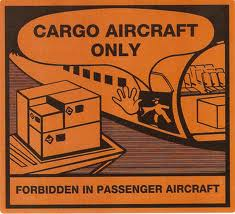 CARGO AIRCRAFT
ONLY
FORBIDDEN IN PASSENGER AIRCRAFT